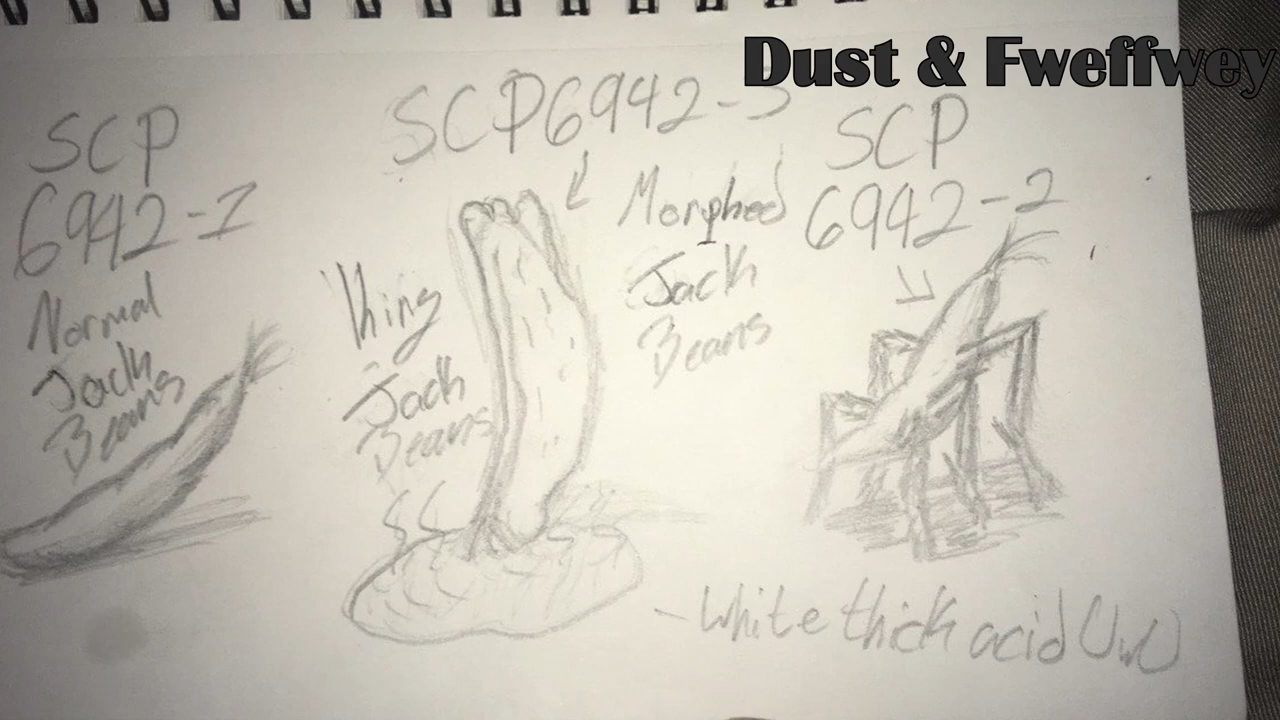 Dust & Fweffwey
SCP
6942-1
Normal
Jack
Beans
SCP6942-3
King
Jack
Beans
SCP
6942-2
Morphed
Jack
Beans
- White thick acid UwU